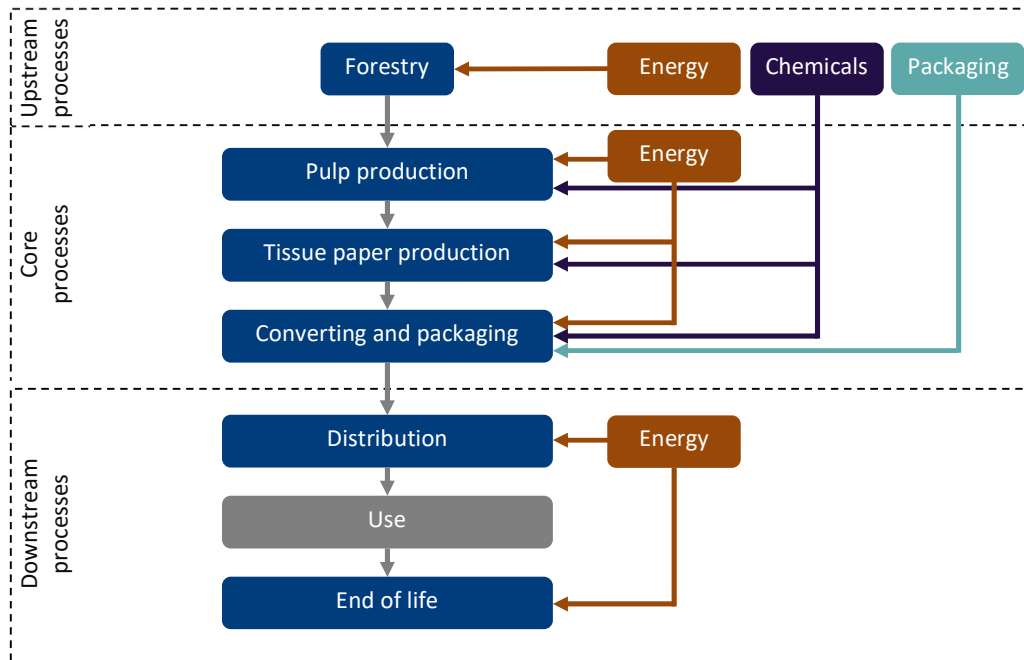 Upstream
processes
Forestry
Energy
Chemicals
Packaging
Core
processes
Energy
Pulp production
Tissue paper production
Converting and packaging
Downstream
processes
Distribution
Energy
Use
End of life